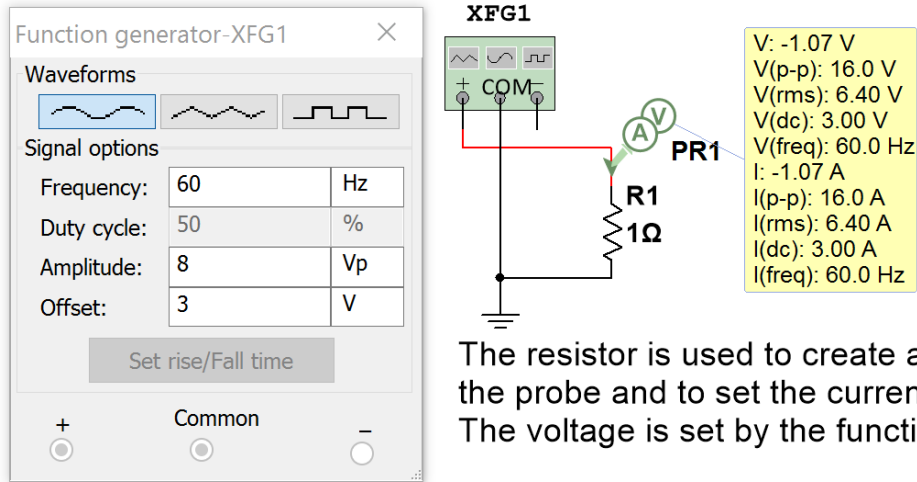 Function generator-XFG1
Waveforms
Signal options
Frequency: 60 Hz
Duty cycle: 50 %
Amplitude: 8 Vp
Offset: 3 V
Set rise/Fall time
+ Common −
XFG1
+ COM −
A V
PR1
R1
1Ω
V: -1.07 V
V(p-p): 16.0 V
V(rms): 6.40 V
V(dc): 3.00 V
V(freq): 60.0 Hz
I: -1.07 A
I(p-p): 16.0 A
I(rms): 6.40 A
I(dc): 3.00 A
I(freq): 60.0 Hz
The resistor is used to create a
the probe and to set the curren
The voltage is set by the functi